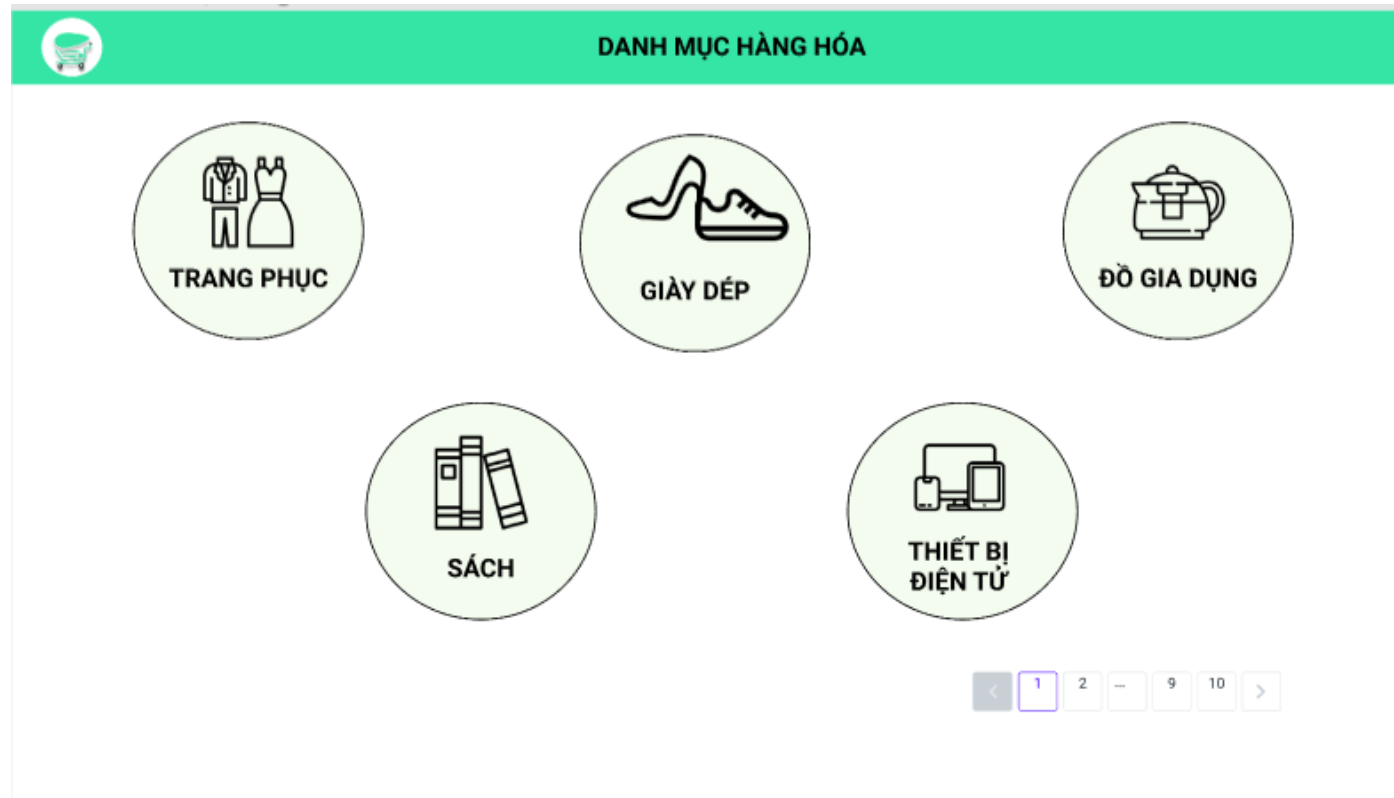 DANH MỤC HÀNG HÓA
TRANG PHỤC
GIÀY DÉP
ĐỒ GIA DỤNG
SÁCH
THIẾT BỊ
ĐIỆN TỬ
< 1 2 ... 9 10 >